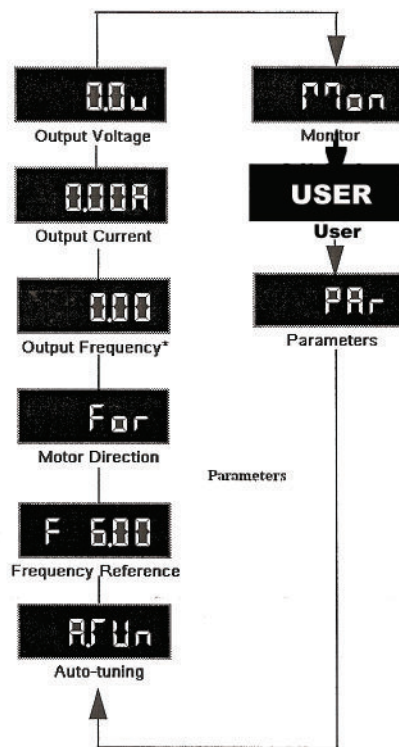 0.0u
Output Voltage
0.00A
Output Current
0.00
Output Frequency*
For
Motor Direction
F 6.00
Frequency Reference
A.TUn
Auto-tuning
Mon
Monitor
USER
User
PAr
Parameters
Parameters